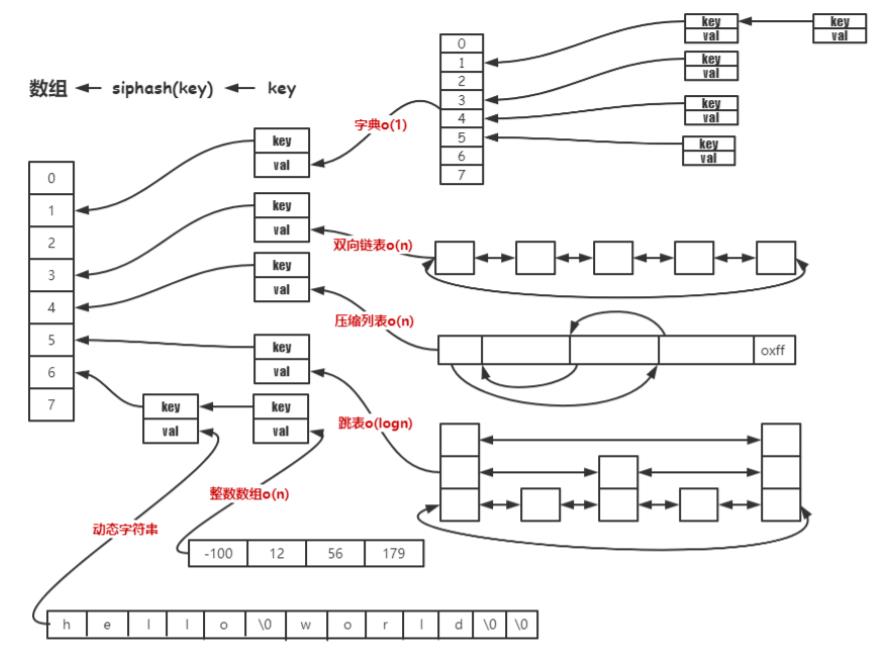 数组 siphash(key) key
0
1
2
3
4
5
6
7
key
val
key
val
key
val
key
val
key
val
key
val
字典o(1)
双向链表o(n)
压缩列表o(n)
跳表o(logn)
整数数组o(n)
动态字符串
0
1
2
3
4
5
6
7
key
val
key
val
key
val
key
val
key
val
oxff
-100 12 56 179
h e l l o \0 w o r l d \0 \0